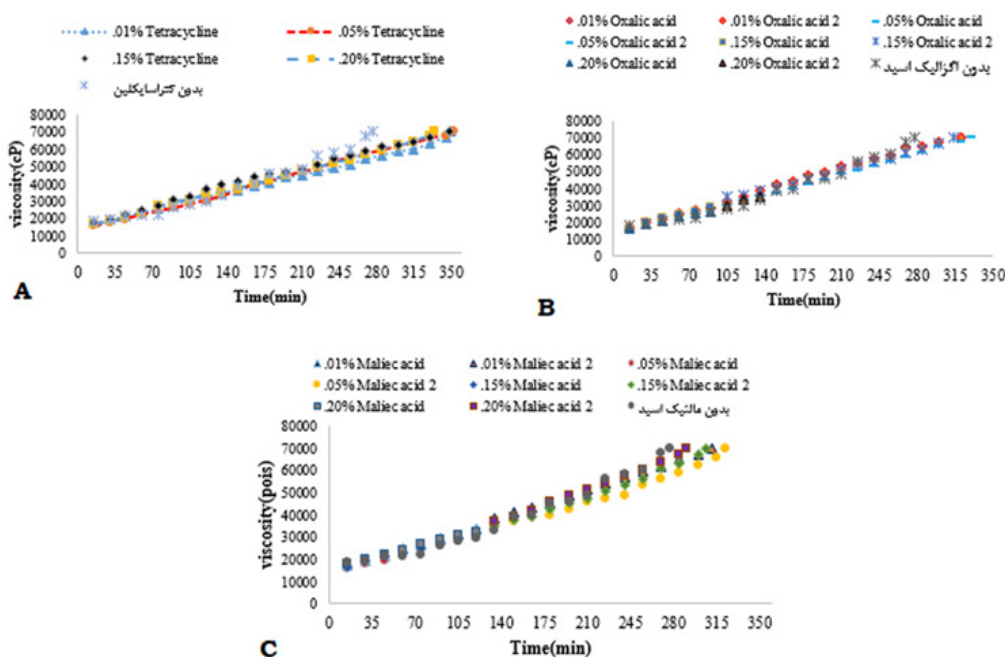 .01% Tetracycline .05% Tetracycline
.15% Tetracycline .20% Tetracycline
بدون تتراسایکلین
80000
70000
60000
50000
40000
30000
20000
10000
0
viscosity(cP)
0 35 70 105 140 175 210 245 280 315 350
Time(min)
A
.01% Oxalic acid .01% Oxalic acid 2 .05% Oxalic acid
.05% Oxalic acid 2 .15% Oxalic acid .15% Oxalic acid 2
.20% Oxalic acid .20% Oxalic acid 2 بدون اگزالیک اسید
80000
70000
60000
50000
40000
30000
20000
10000
0
viscosity(cP)
0 35 70 105 140 175 210 245 280 315 350
Time(min)
B
.01% Maliec acid .01% Maliec acid 2 .05% Maliec acid
.05% Maliec acid 2 .15% Maliec acid .15% Maliec acid 2
.20% Maliec acid .20% Maliec acid 2 بدون مالئیک اسید
80000
70000
60000
50000
40000
30000
20000
10000
0
viscosity(pois)
0 35 70 105 140 175 210 245 280 315 350
Time(min)
C